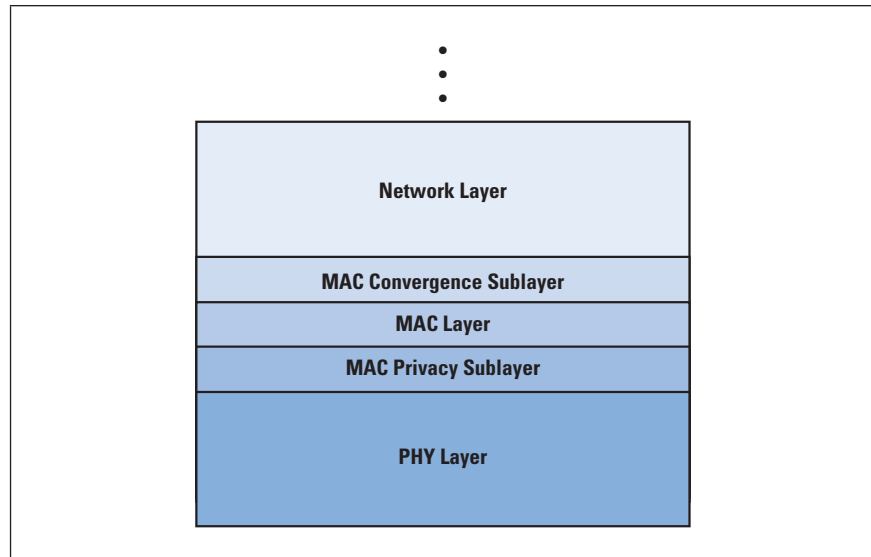 Network Layer
MAC Convergence Sublayer
MAC Layer
MAC Privacy Sublayer
PHY Layer